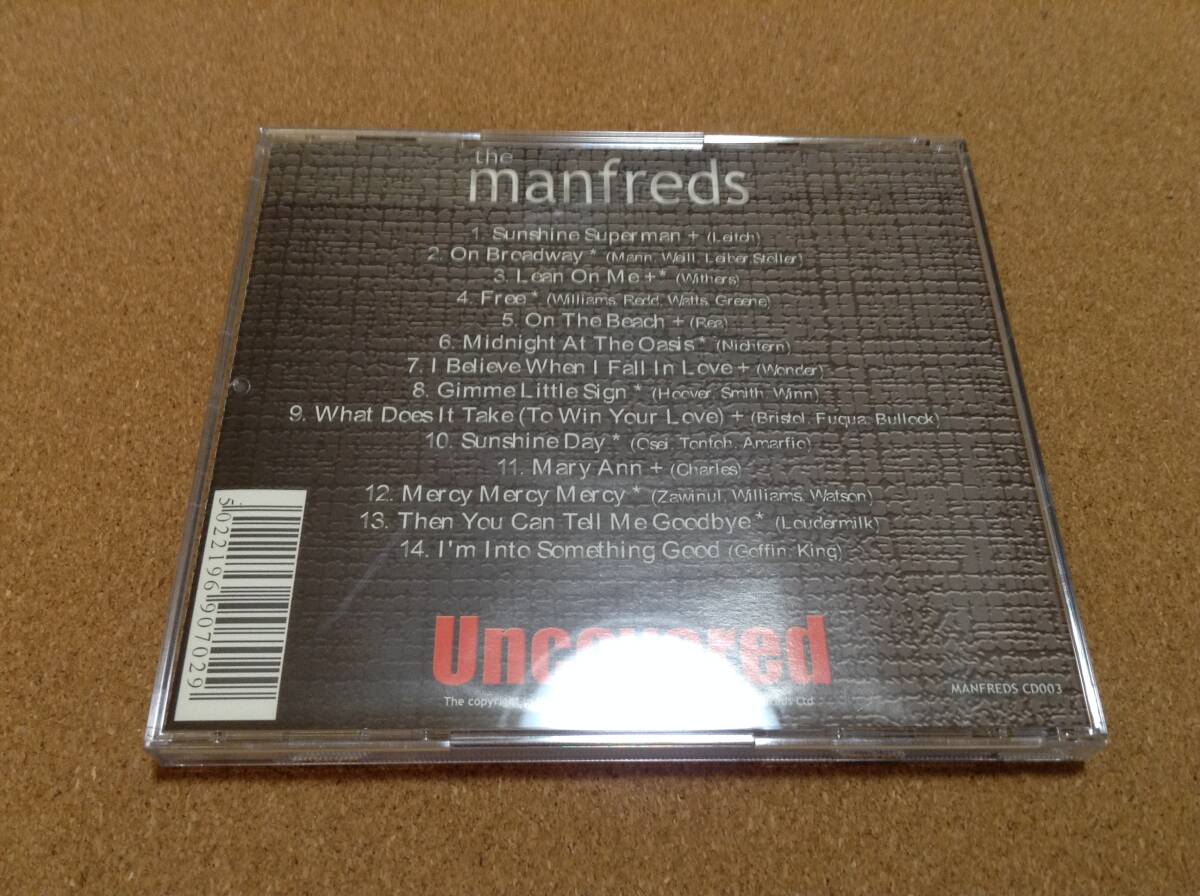 the
manfreds
1. Sunshine Superman + (Leitch)
2. On Broadway * (Mann, Weill, Leiber Stoller)
3. Lean On Me + * (Withers)
4. Free * (Williams, Redd, Watts, Greene)
5. On The Beach + (Rea)
6. Midnight At The Oasis * (Nichtern)
7. I Believe When I Fall In Love + (Wonder)
8. Gimme Little Sign * (Hoover, Smith, Winn)
9. What Does It Take (To Win Your Love) + (Bristol, Fuqua, Bullock)
10. Sunshine Day * (Osei, Tontoh, Amarfio)
11. Mary Ann + (Charles)
12. Mercy Mercy Mercy * (Zawinul, Williams, Watson)
13. Then You Can Tell Me Goodbye * (Loudermilk)
14. I'm Into Something Good (Goffin, King)
5022196907029
Uncovered
MANFREDS CD003
The copyright Ltd